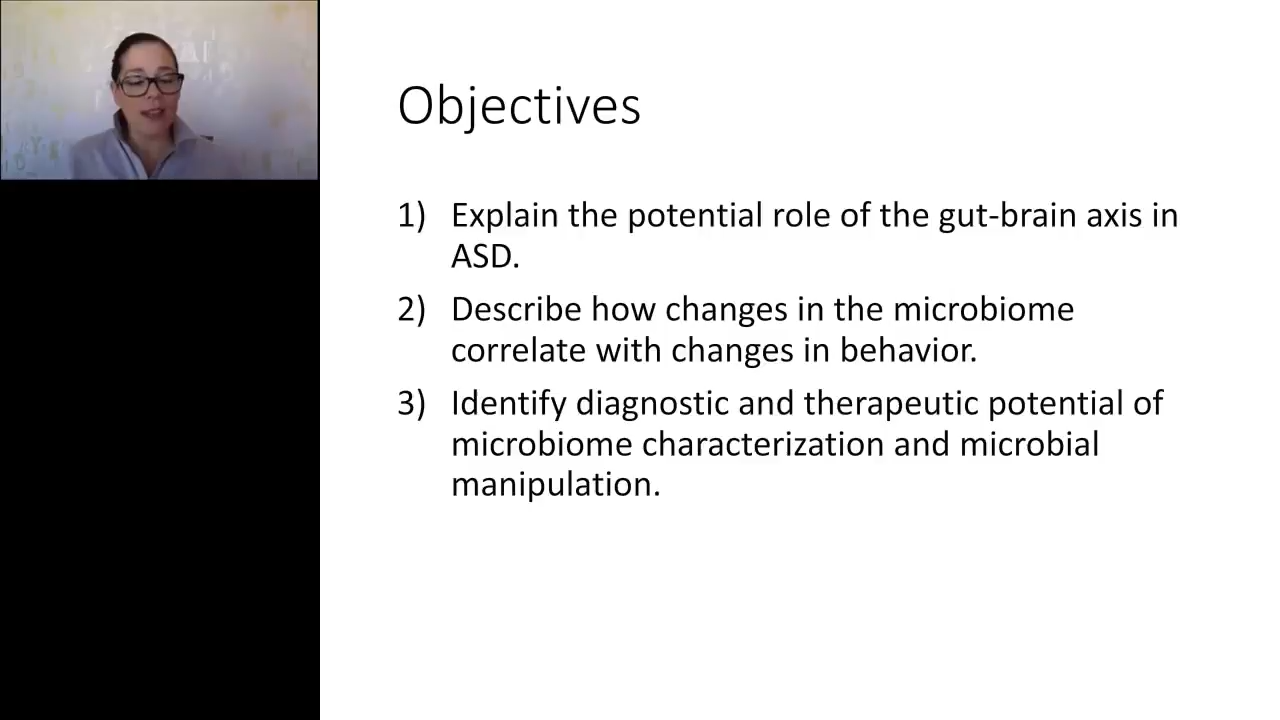 Objectives
1) Explain the potential role of the gut-brain axis in
ASD.
2) Describe how changes in the microbiome
correlate with changes in behavior.
3) Identify diagnostic and therapeutic potential of
microbiome characterization and microbial
manipulation.